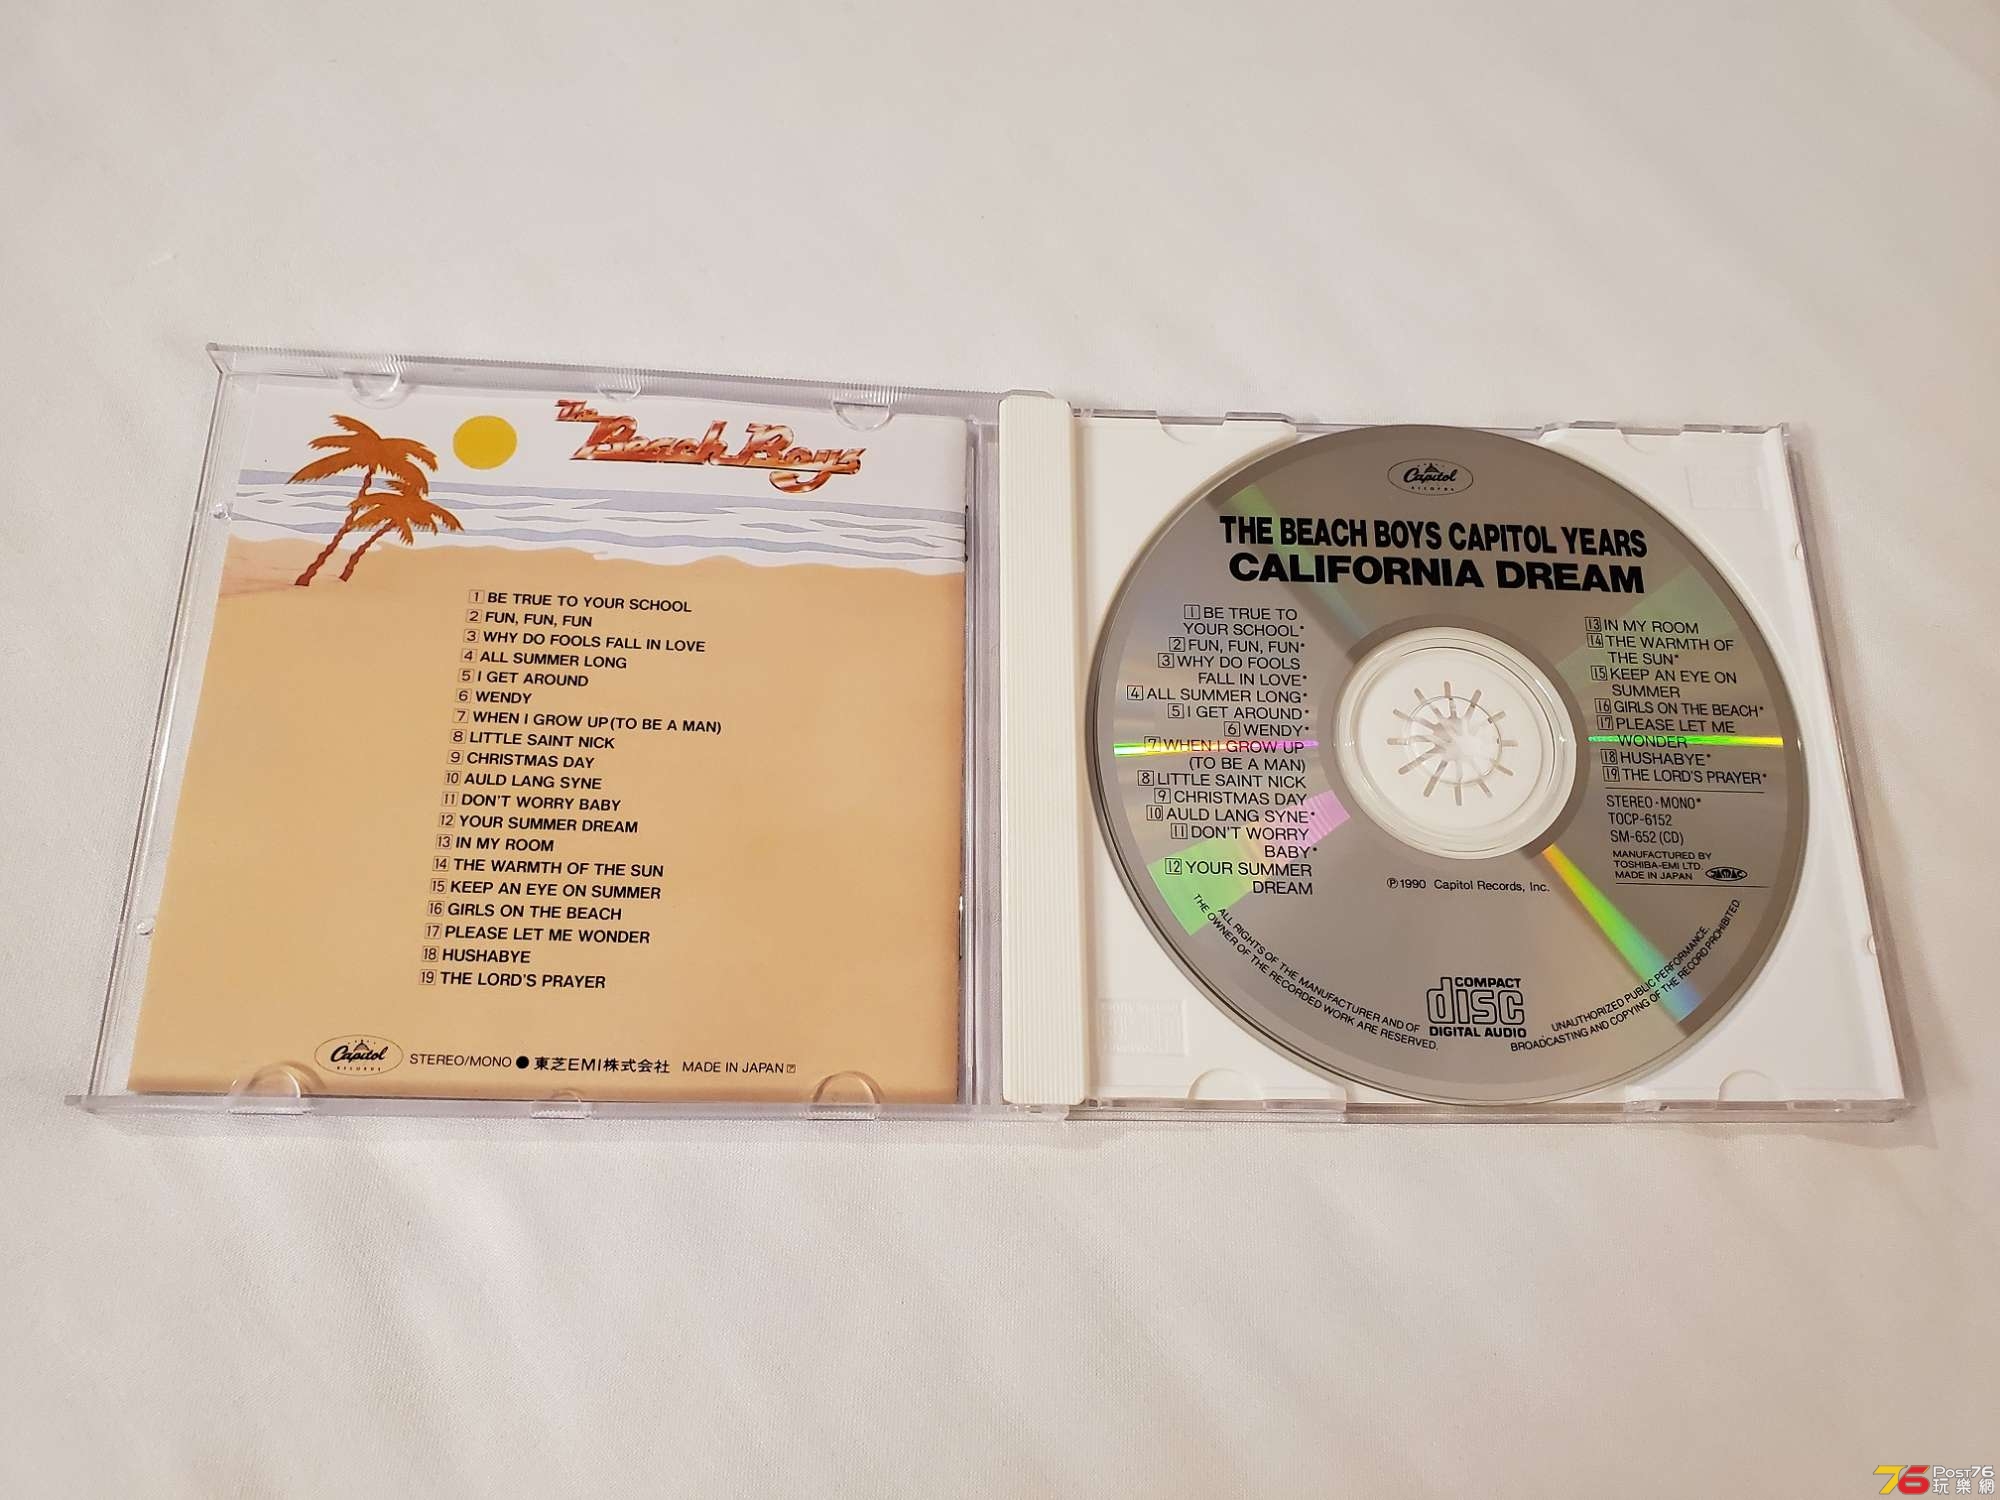 The
Beach Boys
1 BE TRUE TO YOUR SCHOOL
2 FUN, FUN, FUN
3 WHY DO FOOLS FALL IN LOVE
4 ALL SUMMER LONG
5 I GET AROUND
6 WENDY
7 WHEN I GROW UP (TO BE A MAN)
8 LITTLE SAINT NICK
9 CHRISTMAS DAY
10 AULD LANG SYNE
11 DON'T WORRY BABY
12 YOUR SUMMER DREAM
13 IN MY ROOM
14 THE WARMTH OF THE SUN
15 KEEP AN EYE ON SUMMER
16 GIRLS ON THE BEACH
17 PLEASE LET ME WONDER
18 HUSHABYE
19 THE LORD'S PRAYER
Capitol
RECORDS
STEREO/MONO ● 東芝EMI株式会社 MADE IN JAPAN
Capitol
RECORDS
THE BEACH BOYS CAPITOL YEARS
CALIFORNIA DREAM
1 BE TRUE TO
YOUR SCHOOL*
2 FUN, FUN, FUN*
3 WHY DO FOOLS
FALL IN LOVE*
4 ALL SUMMER LONG*
5 I GET AROUND*
6 WENDY*
7 WHEN I GROW UP
(TO BE A MAN)
8 LITTLE SAINT NICK
9 CHRISTMAS DAY
10 AULD LANG SYNE*
11 DON'T WORRY
BABY*
12 YOUR SUMMER
DREAM
13 IN MY ROOM
14 THE WARMTH OF
THE SUN*
15 KEEP AN EYE ON
SUMMER
16 GIRLS ON THE BEACH*
17 PLEASE LET ME
WONDER
18 HUSHABYE*
19 THE LORD'S PRAYER*
STEREO·MONO*
TOCP-6152
SM-652 (CD)
MANUFACTURED BY
TOSHIBA-EMI LTD
MADE IN JAPAN JASRAC
℗1990 Capitol Records, Inc.
ALL RIGHTS OF THE MANUFACTURER AND OF
THE OWNER OF THE RECORDED WORK ARE RESERVED.
COMPACT
disc
DIGITAL AUDIO
UNAUTHORIZED PUBLIC PERFORMANCE,
BROADCASTING AND COPYING OF THE RECORD PROHIBITED.
76 Post76
玩樂網